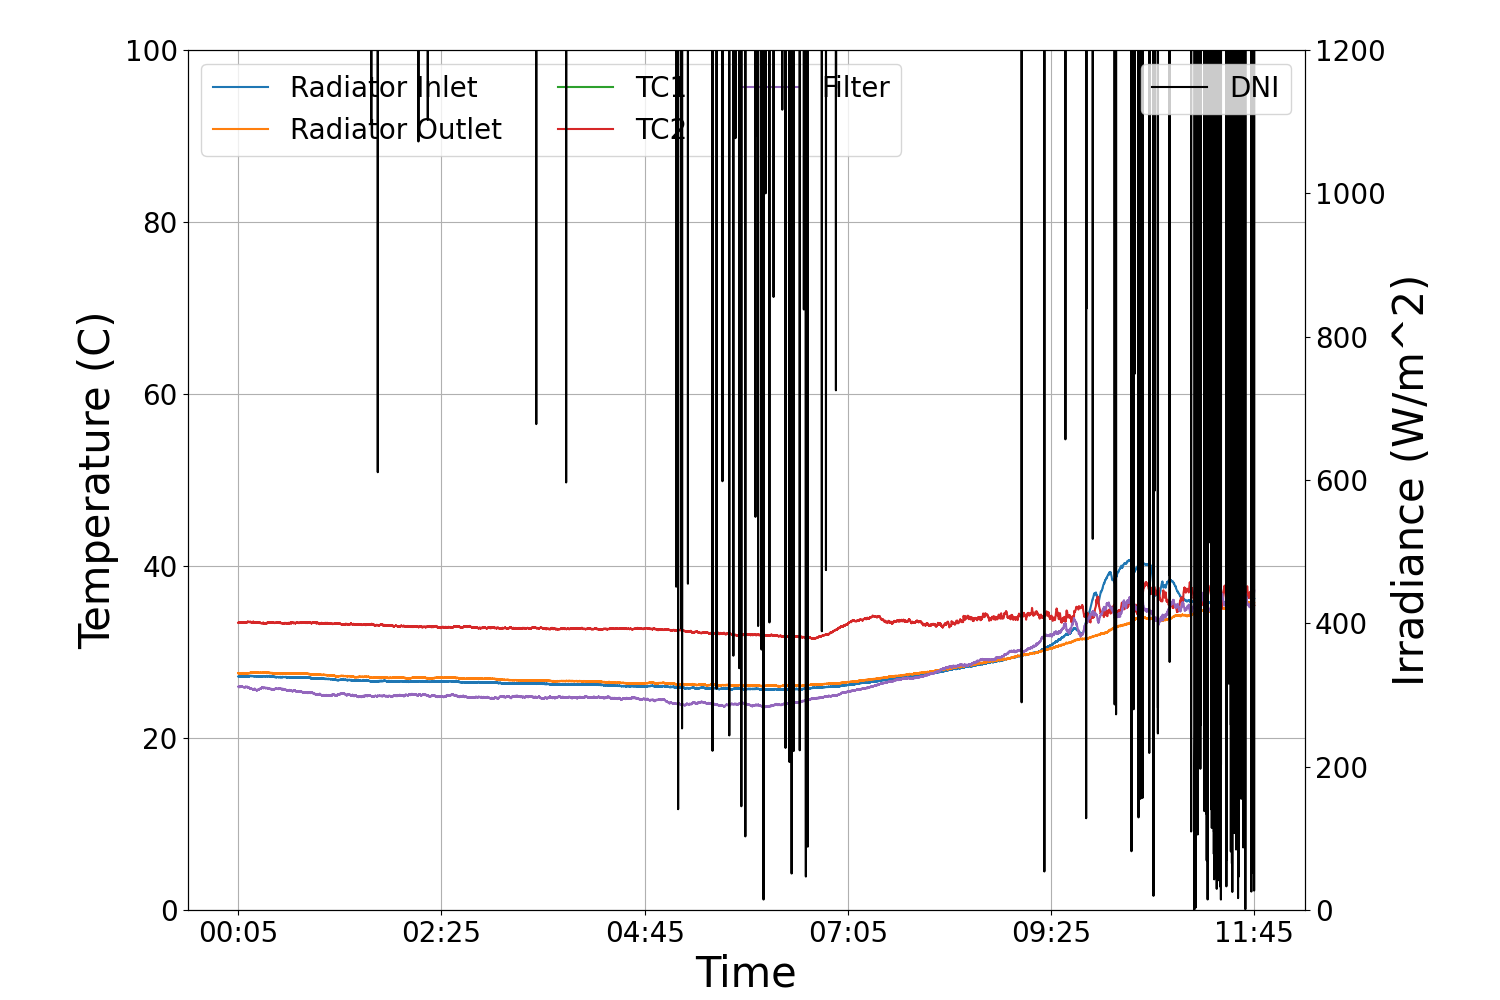 100
80
60
40
20
0
Temperature (C)
Radiator Inlet
Radiator Outlet
TC1
TC2
Filter
DNI
1200
1000
800
600
400
200
0
Irradiance (W/m^2)
00:05 02:25 04:45 07:05 09:25 11:45
Time